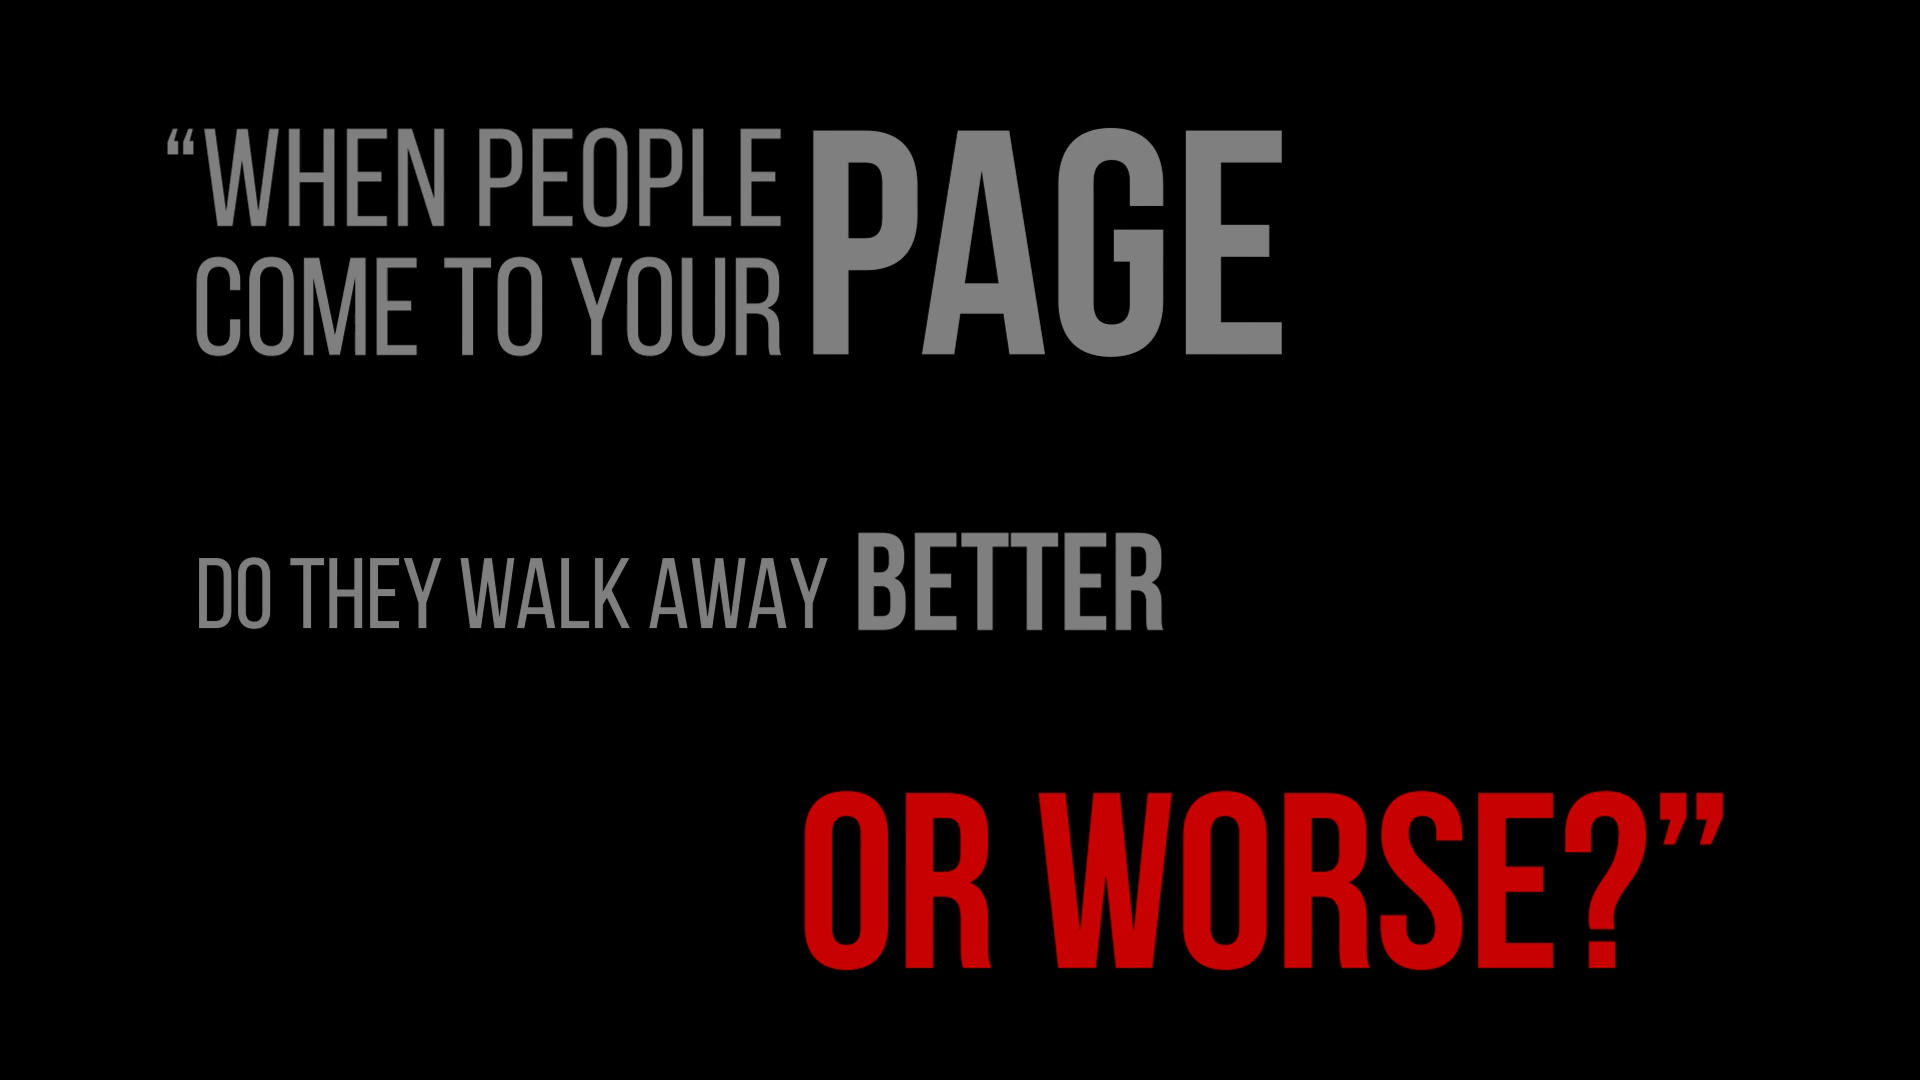 “WHEN PEOPLE
COME TO YOUR PAGE
DO THEY WALK AWAY BETTER
OR WORSE?”